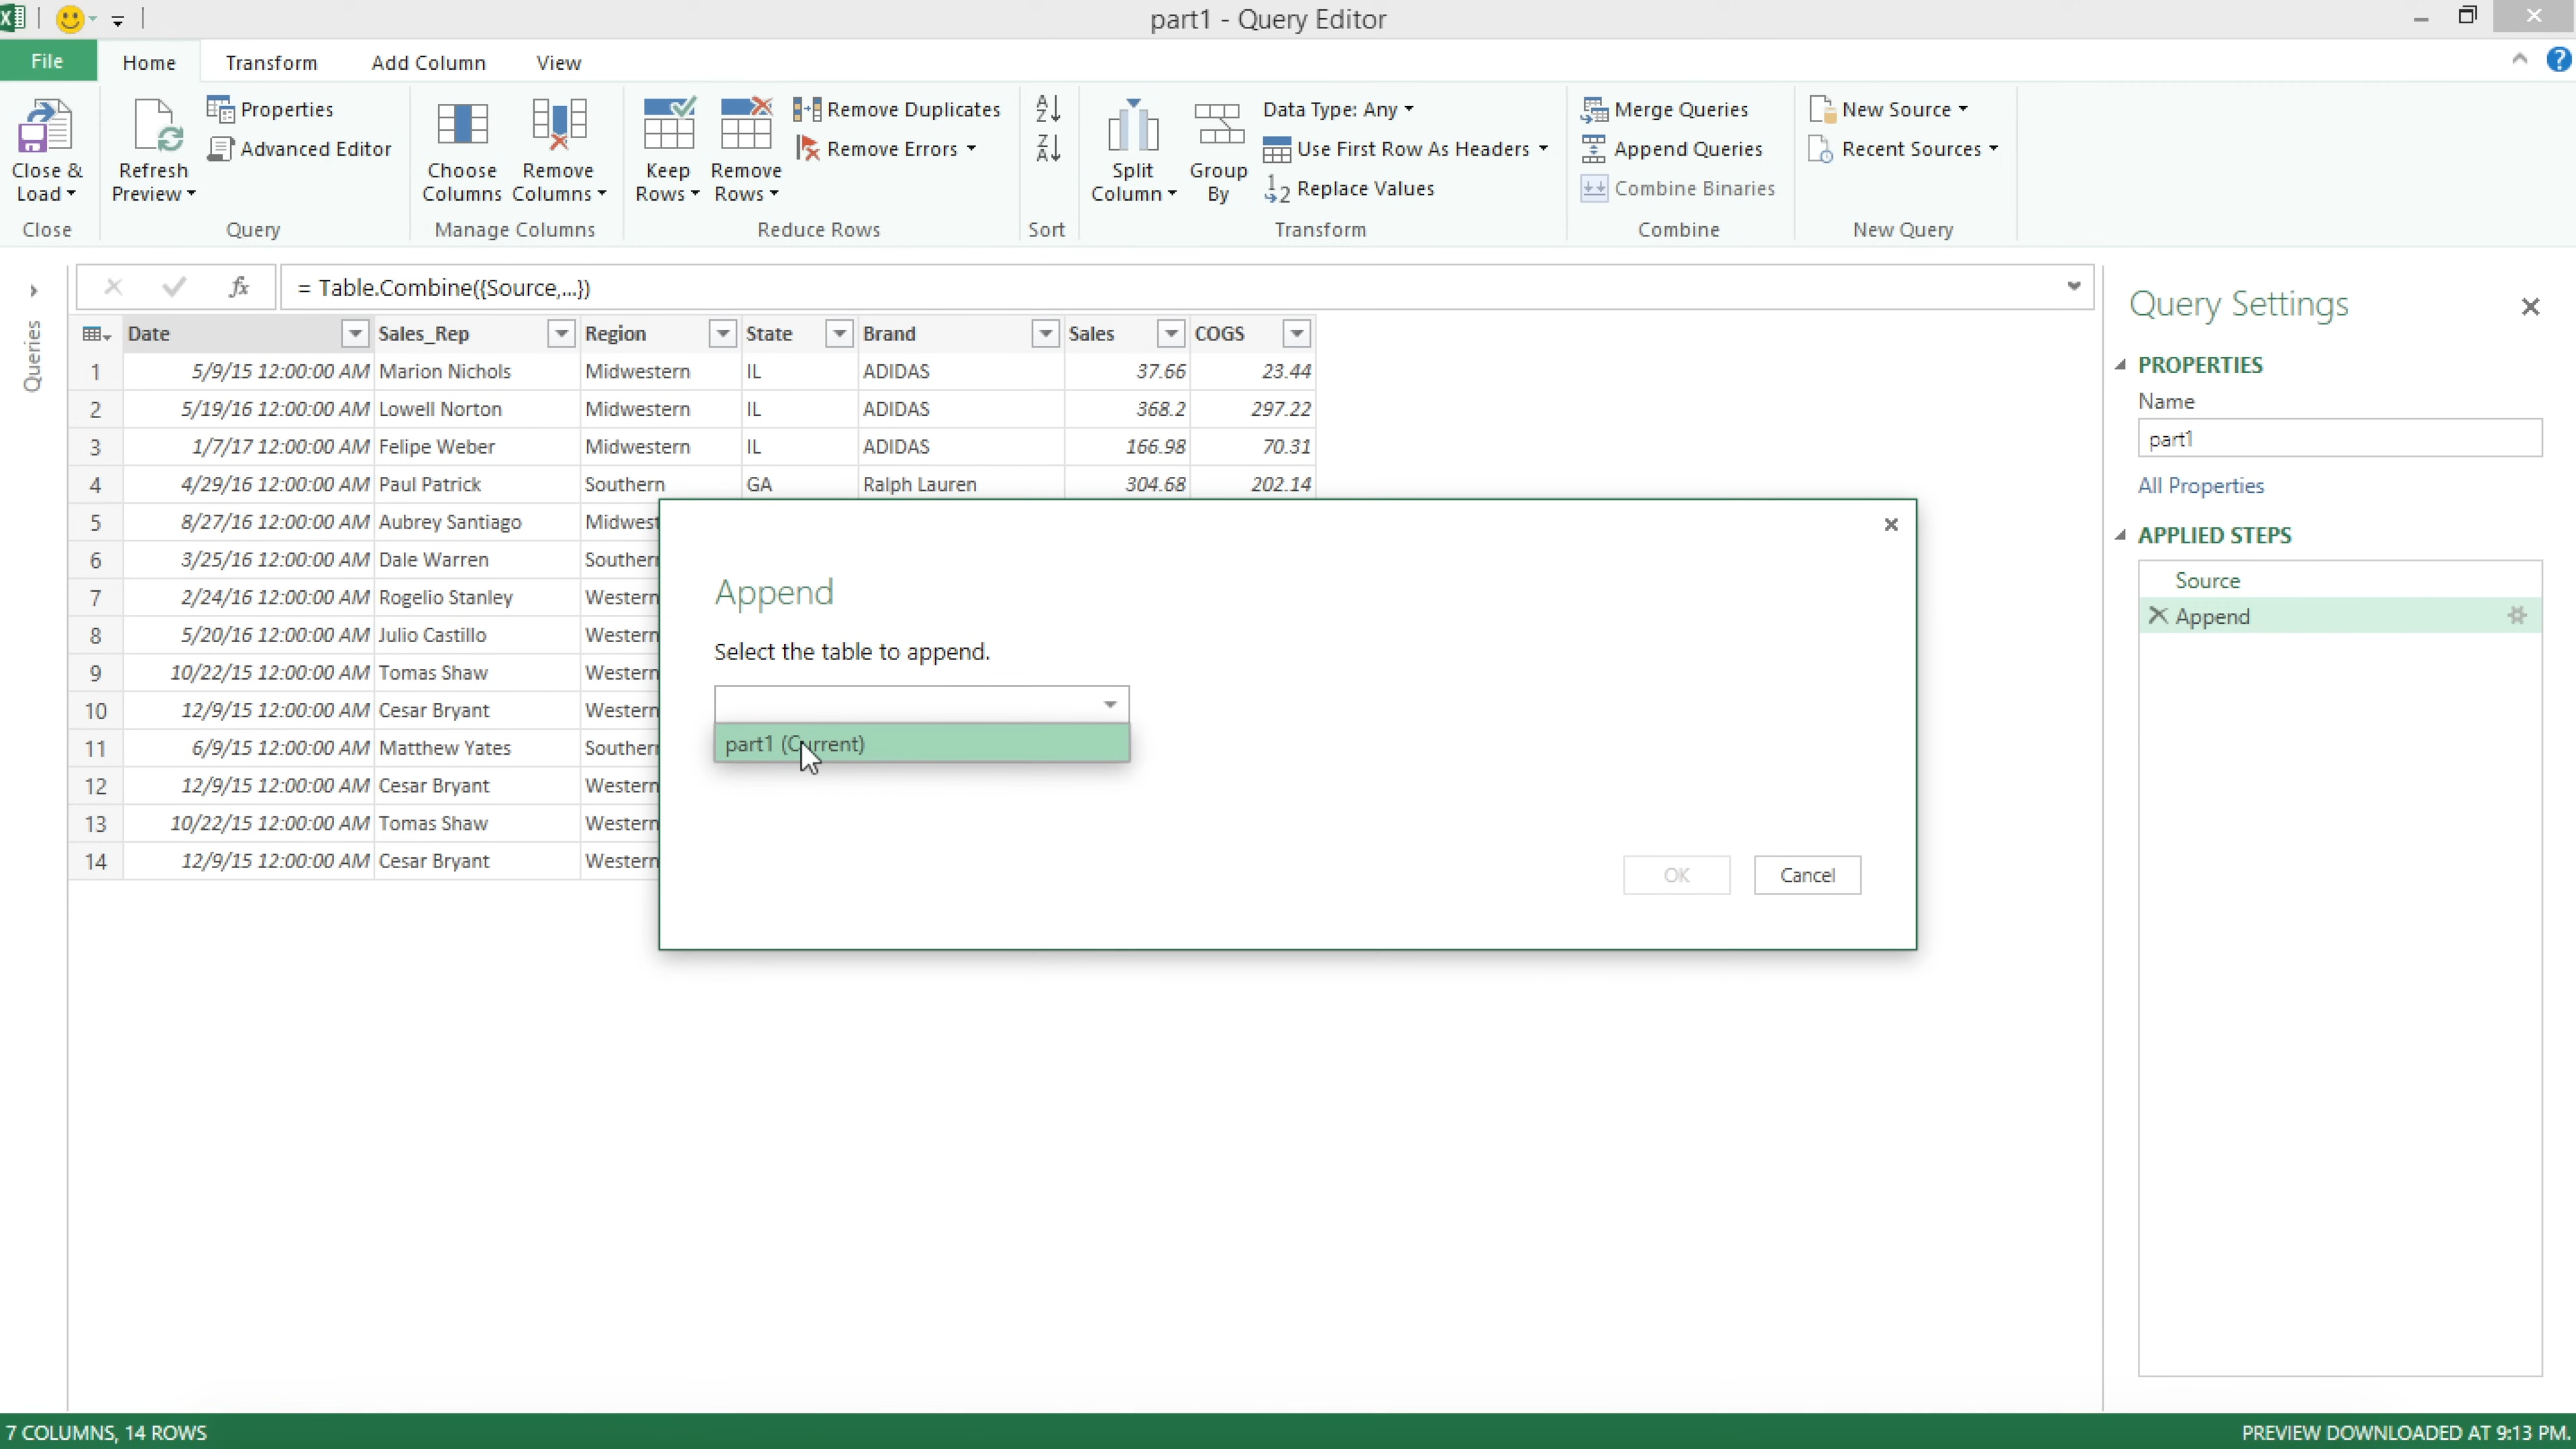 part1 - Query Editor
File Home Transform Add Column View
Close & Load
Refresh Preview
Properties
Advanced Editor
Choose Columns
Remove Columns
Keep Rows
Remove Rows
Remove Duplicates
Remove Errors
Split Column
Group By
Data Type: Any
Use First Row As Headers
Replace Values
Merge Queries
Append Queries
Combine Binaries
New Source
Recent Sources
Close Query Manage Columns Reduce Rows Sort Transform Combine New Query
Queries
fx = Table.Combine({Source,...})
Date Sales_Rep Region State Brand Sales COGS
1 5/9/15 12:00:00 AM Marion Nichols Midwestern IL ADIDAS 37.66 23.44
2 5/19/16 12:00:00 AM Lowell Norton Midwestern IL ADIDAS 368.2 297.22
3 1/7/17 12:00:00 AM Felipe Weber Midwestern IL ADIDAS 166.98 70.31
4 4/29/16 12:00:00 AM Paul Patrick Southern GA Ralph Lauren 304.68 202.14
5 8/27/16 12:00:00 AM Aubrey Santiago Midwest
6 3/25/16 12:00:00 AM Dale Warren Southern
7 2/24/16 12:00:00 AM Rogelio Stanley Western
8 5/20/16 12:00:00 AM Julio Castillo Western
9 10/22/15 12:00:00 AM Tomas Shaw Western
10 12/9/15 12:00:00 AM Cesar Bryant Western
11 6/9/15 12:00:00 AM Matthew Yates Southern
12 12/9/15 12:00:00 AM Cesar Bryant Western
13 10/22/15 12:00:00 AM Tomas Shaw Western
14 12/9/15 12:00:00 AM Cesar Bryant Western
Append
Select the table to append.
part1 (Current)
OK Cancel
Query Settings
PROPERTIES
Name
part1
All Properties
APPLIED STEPS
Source
Append
7 COLUMNS, 14 ROWS
PREVIEW DOWNLOADED AT 9:13 PM.